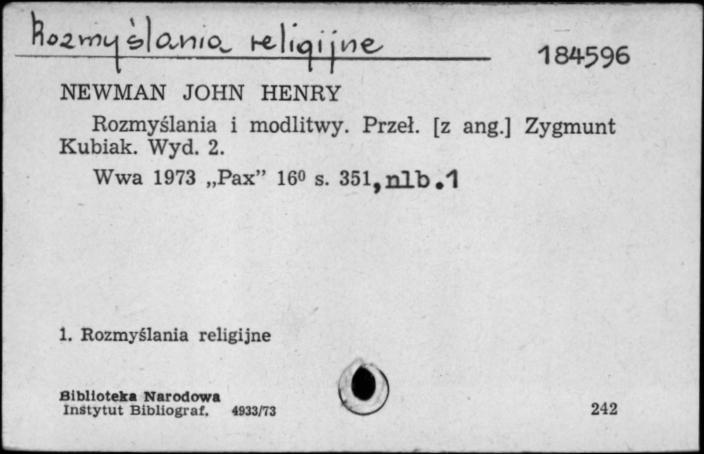 Rozmyślania religijne
184596
NEWMAN JOHN HENRY
Rozmyślania i modlitwy. Przeł. [z ang.] Zygmunt
Kubiak. Wyd. 2.
Wwa 1973 „Pax” 16⁰ s. 351, nlb.1
1. Rozmyślania religijne
Biblioteka Narodowa
Instytut Bibliograf. 4933/73
242